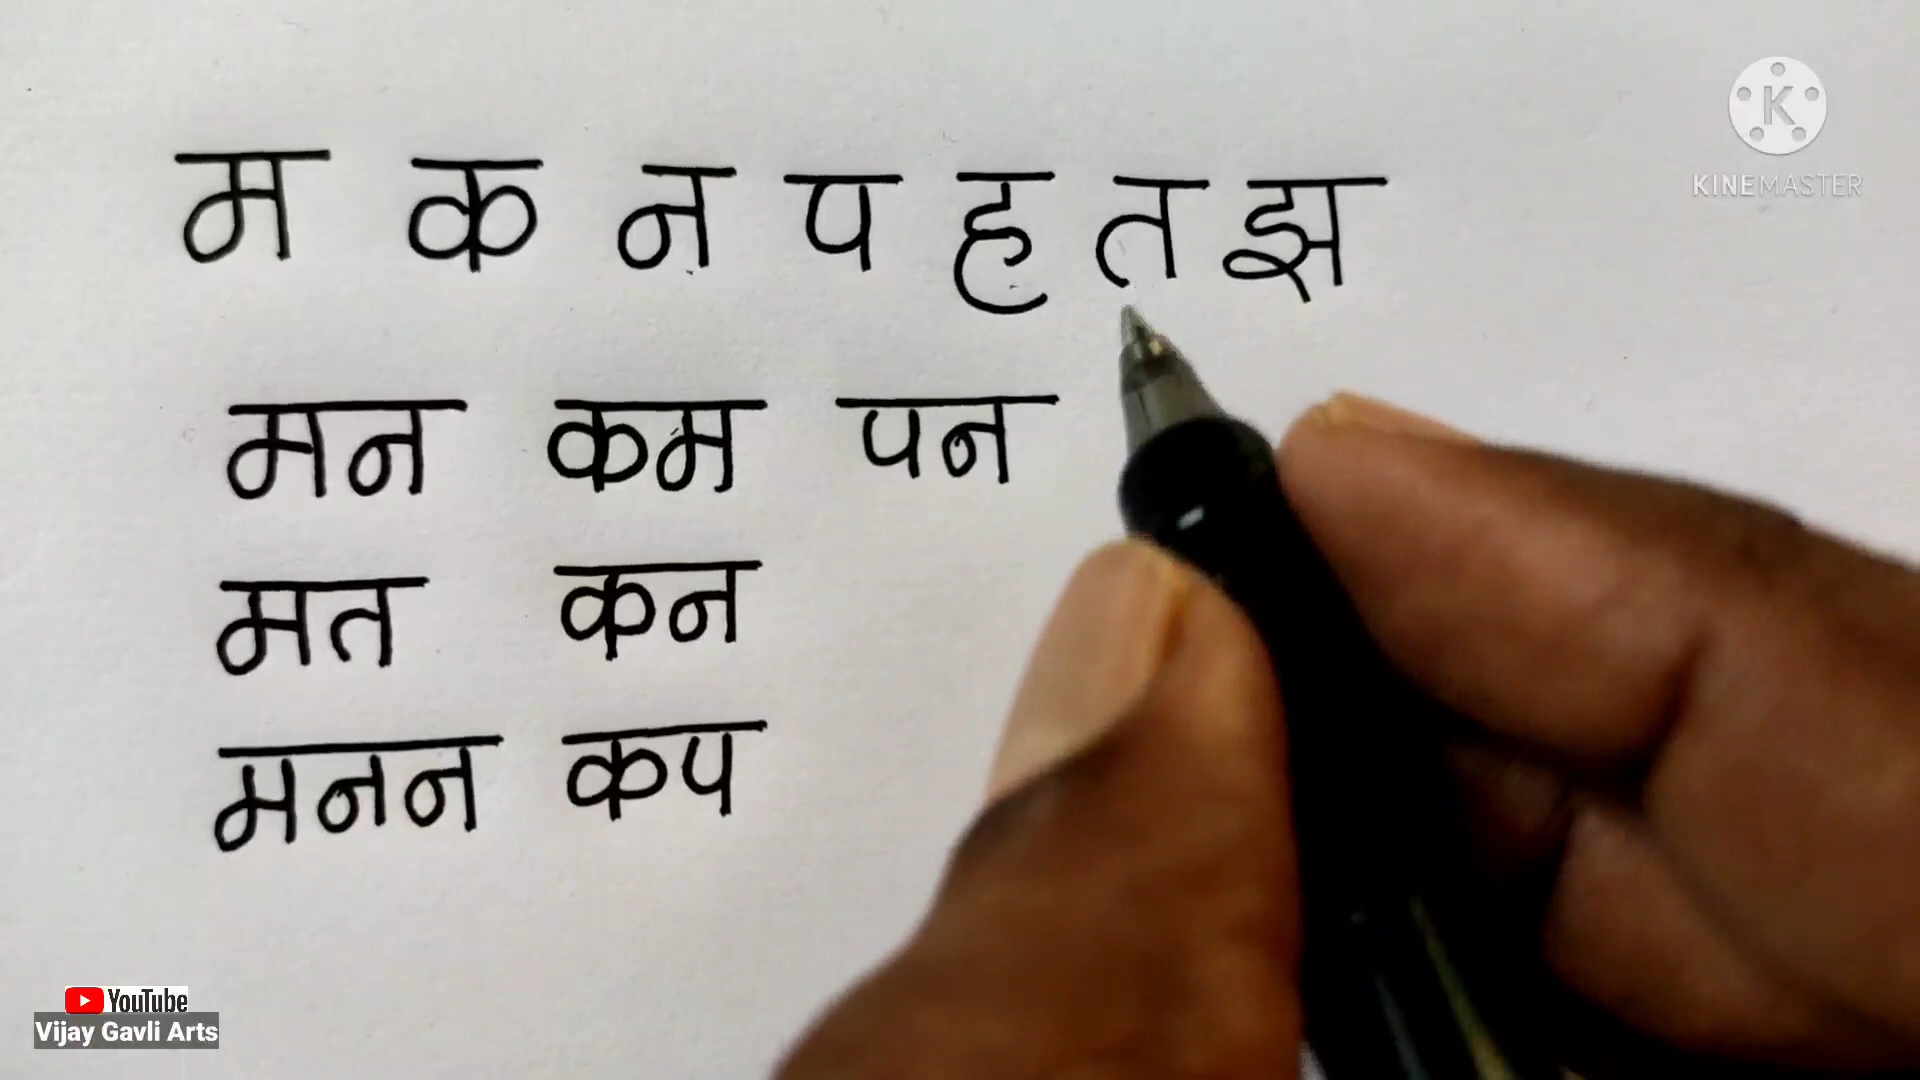 म क न प ह त झ
मन कम पन
मत कन
मनन कप
K
KINEMASTER
YouTube
Vijay Gavli Arts